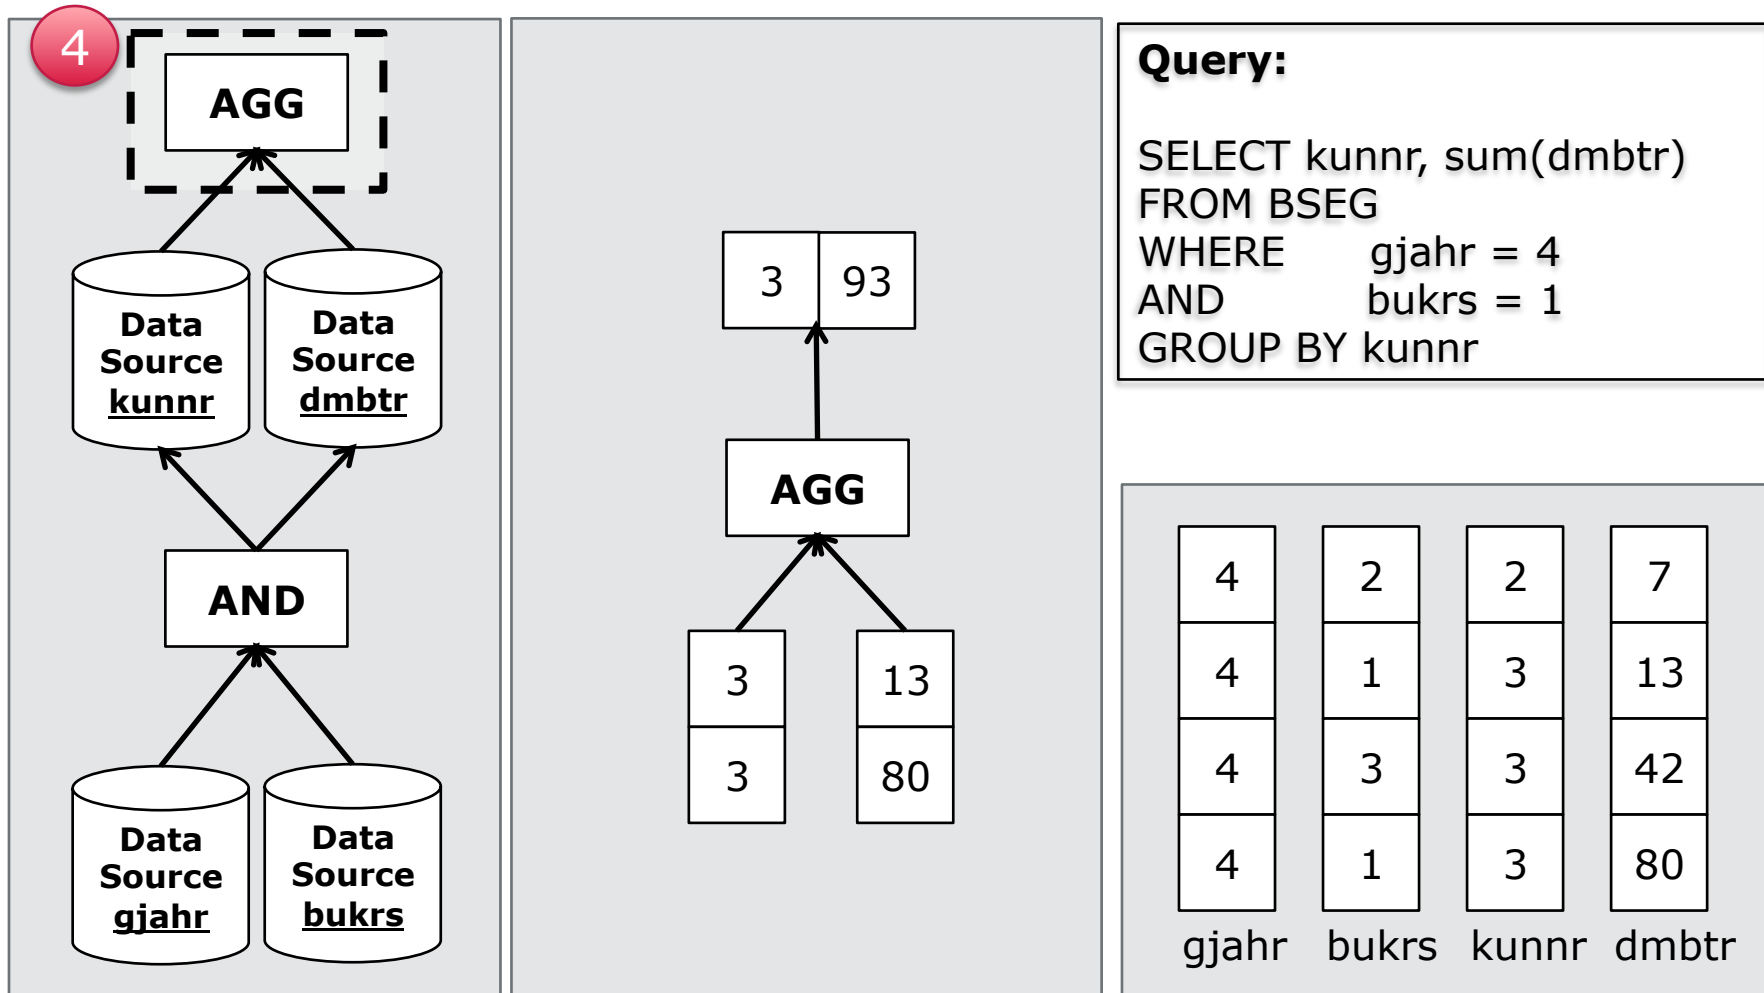 4
AGG
Data
Source
kunnr
Data
Source
dmbtr
AND
Data
Source
gjahr
Data
Source
bukrs
3 93
AGG
3 13
3 80
Query:
SELECT kunnr, sum(dmbtr)
FROM BSEG
WHERE gjahr = 4
AND bukrs = 1
GROUP BY kunnr
4 2 2 7
4 1 3 13
4 3 3 42
4 1 3 80
gjahr bukrs kunnr dmbtr